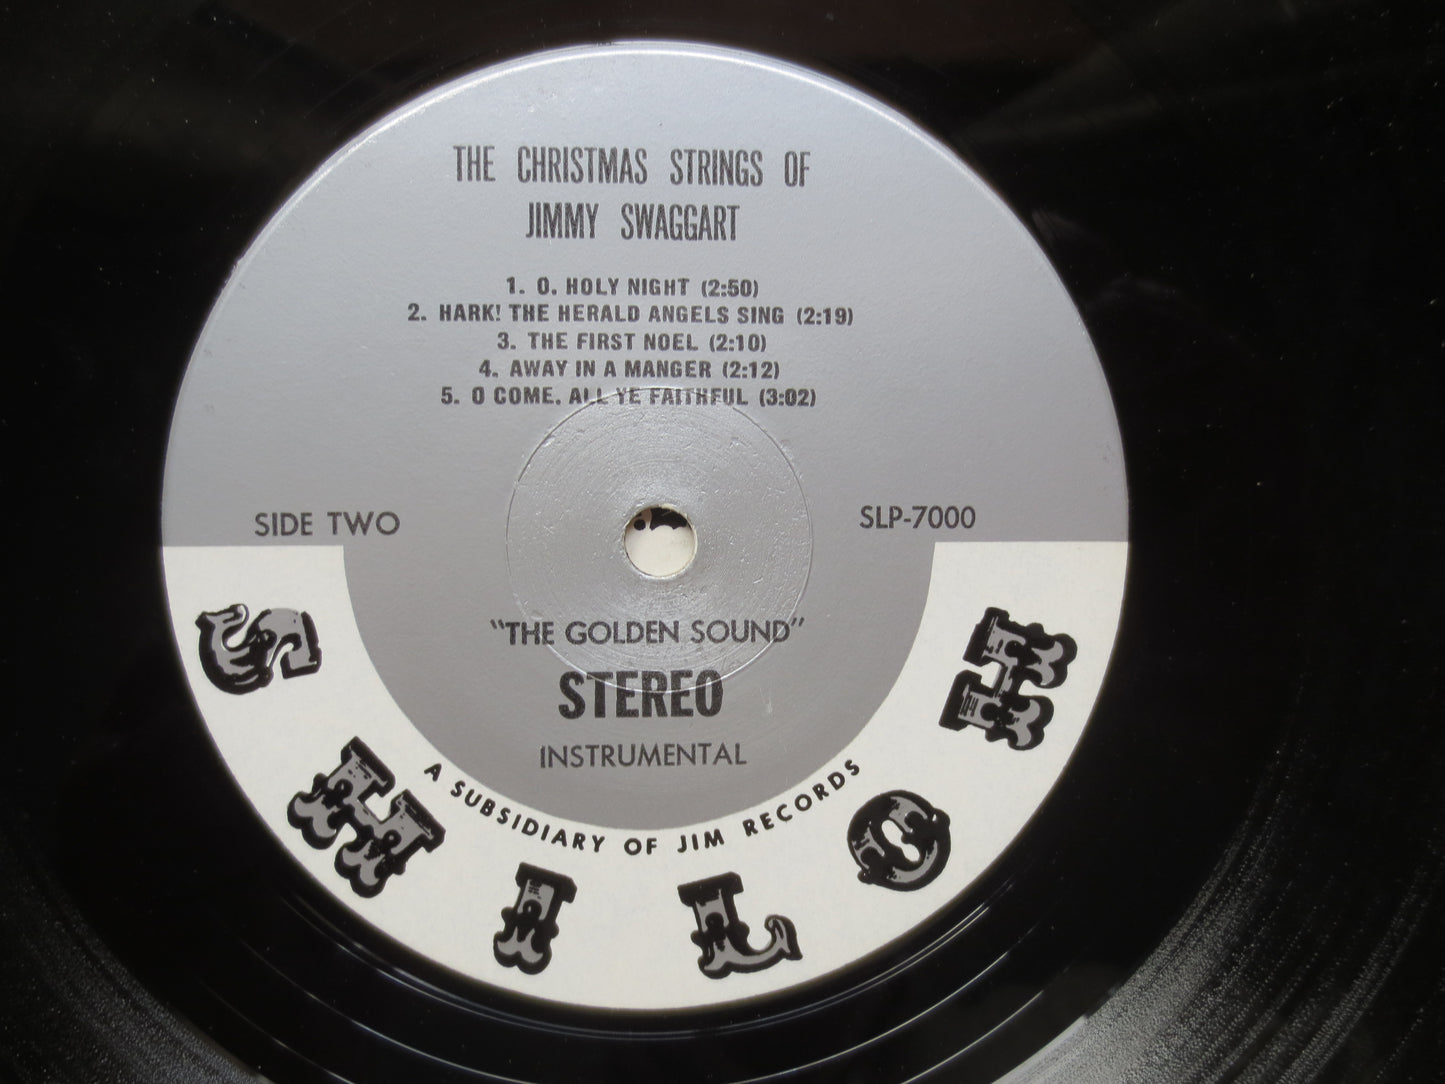 THE CHRISTMAS STRINGS OF
JIMMY SWAGGART
1. O. HOLY NIGHT (2:50)
2. HARK! THE HERALD ANGELS SING (2:19)
3. THE FIRST NOEL (2:10)
4. AWAY IN A MANGER (2:12)
5. O COME, ALL YE FAITHFUL (3:02)
SIDE TWO
SLP-7000
"THE GOLDEN SOUND"
STEREO
INSTRUMENTAL
A SUBSIDIARY OF JIM RECORDS
SHILOH